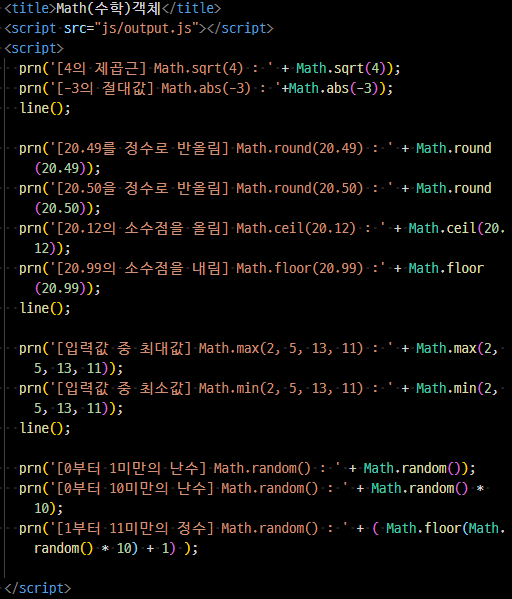 <title>Math(수학)객체</title>
<script src="js/output.js"></script>
<script>
prn('[4의 제곱근] Math.sqrt(4) : ' + Math.sqrt(4));
prn('[-3의 절대값] Math.abs(-3) : '+Math.abs(-3));
line();
prn('[20.49를 정수로 반올림] Math.round(20.49) : ' + Math.round
(20.49));
prn('[20.50을 정수로 반올림] Math.round(20.50) : ' + Math.round
(20.50));
prn('[20.12의 소수점을 올림] Math.ceil(20.12) : ' + Math.ceil(20.
12));
prn('[20.99의 소수점을 내림] Math.floor(20.99) :' + Math.floor
(20.99));
line();
prn('[입력값 중 최대값] Math.max(2, 5, 13, 11) : ' + Math.max(2,
5, 13, 11));
prn('[입력값 중 최소값] Math.min(2, 5, 13, 11) : ' + Math.min(2,
5, 13, 11));
line();
prn('[0부터 1미만의 난수] Math.random() : ' + Math.random());
prn('[0부터 10미만의 난수] Math.random() : ' + Math.random() *
10);
prn('[1부터 11미만의 정수] Math.random() : ' + ( Math.floor(Math.
random() * 10) + 1) );
</script>